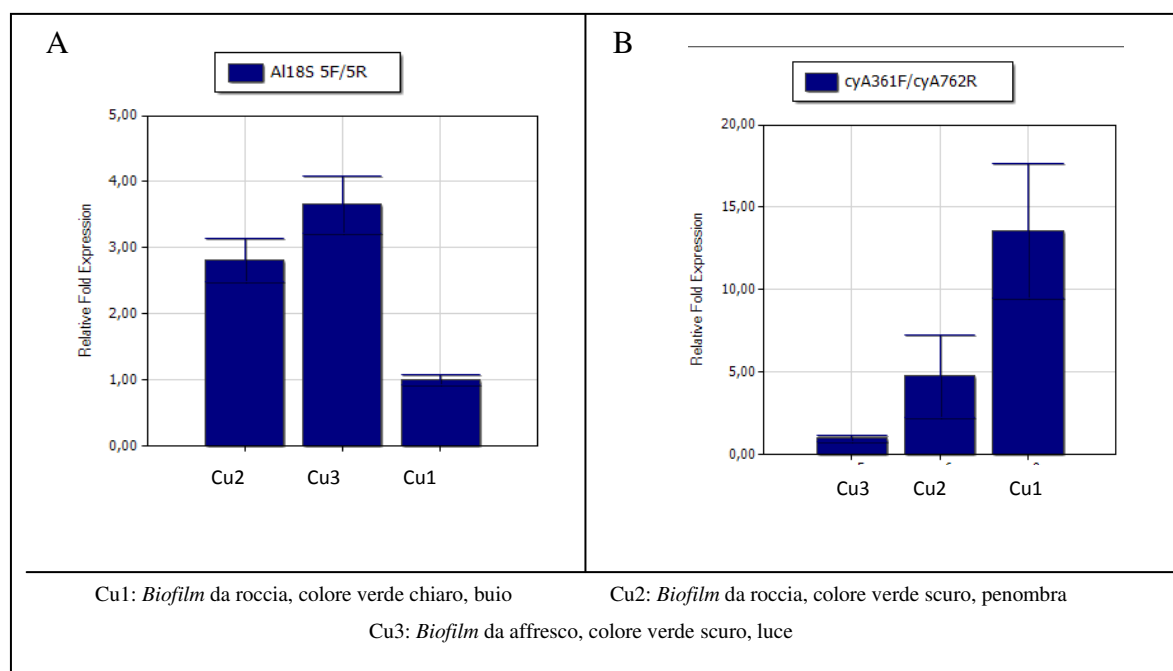 A
Al18S 5F/5R
5,00
4,00
3,00
2,00
1,00
0,00
Relative Fold Expression
Cu2 Cu3 Cu1
B
cyA361F/cyA762R
20,00
15,00
10,00
5,00
0,00
Relative Fold Expression
Cu3 Cu2 Cu1
Cu1: Biofilm da roccia, colore verde chiaro, buio
Cu2: Biofilm da roccia, colore verde scuro, penombra
Cu3: Biofilm da affresco, colore verde scuro, luce